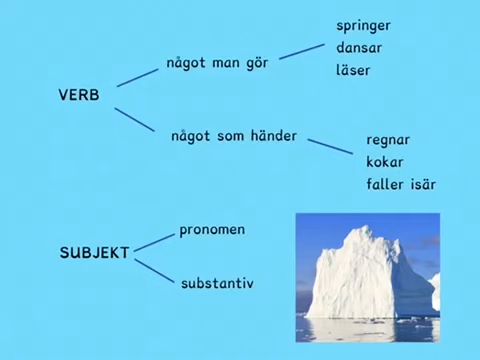 springer
dansar
läser
något man gör
VERB
något som händer
regnar
kokar
faller isär
pronomen
SUBJEKT
substantiv